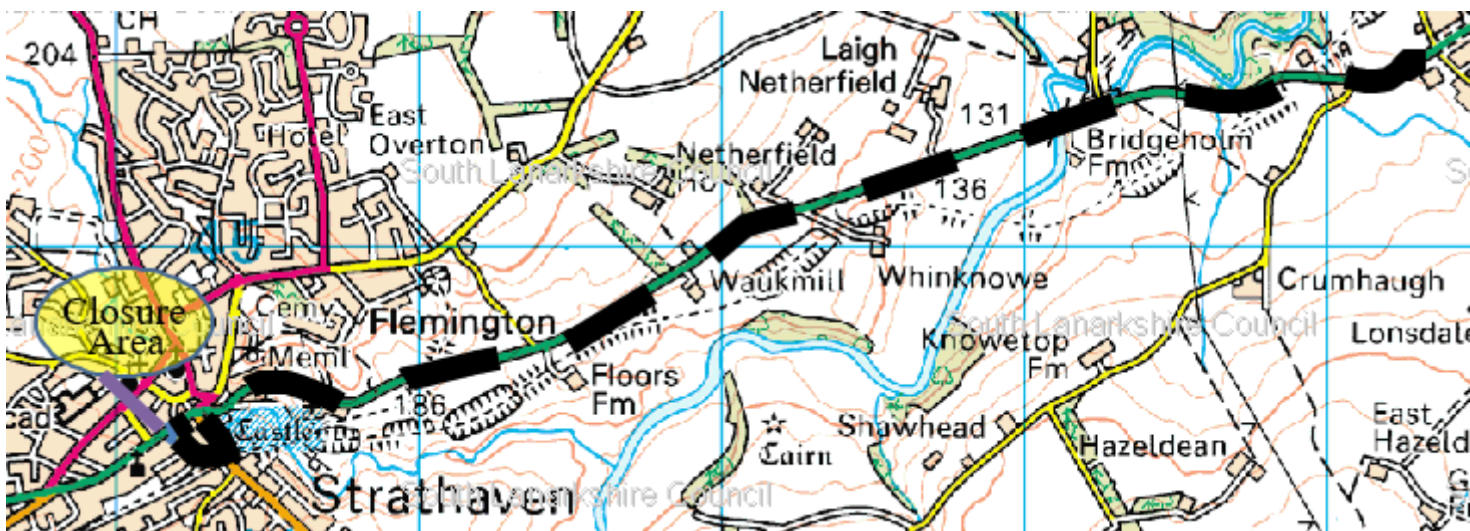 CH
204
Hotel
East
Overton
Laigh
Netherfield
131
136
Netherfield
Bridgeholm
Fm
Waukmill
Whinknowe
Crumhaugh
Closure
Area
Cemy
Meml
Flemington
186
Floors
Fm
Knowetop
Fm
Lonsdale
200
Castle
Strathaven
Cairn
Shawhead
Hazeldean
East
Hazeld
South Lanarkshire Council
South Lanarkshire Council
South Lanarkshire Council